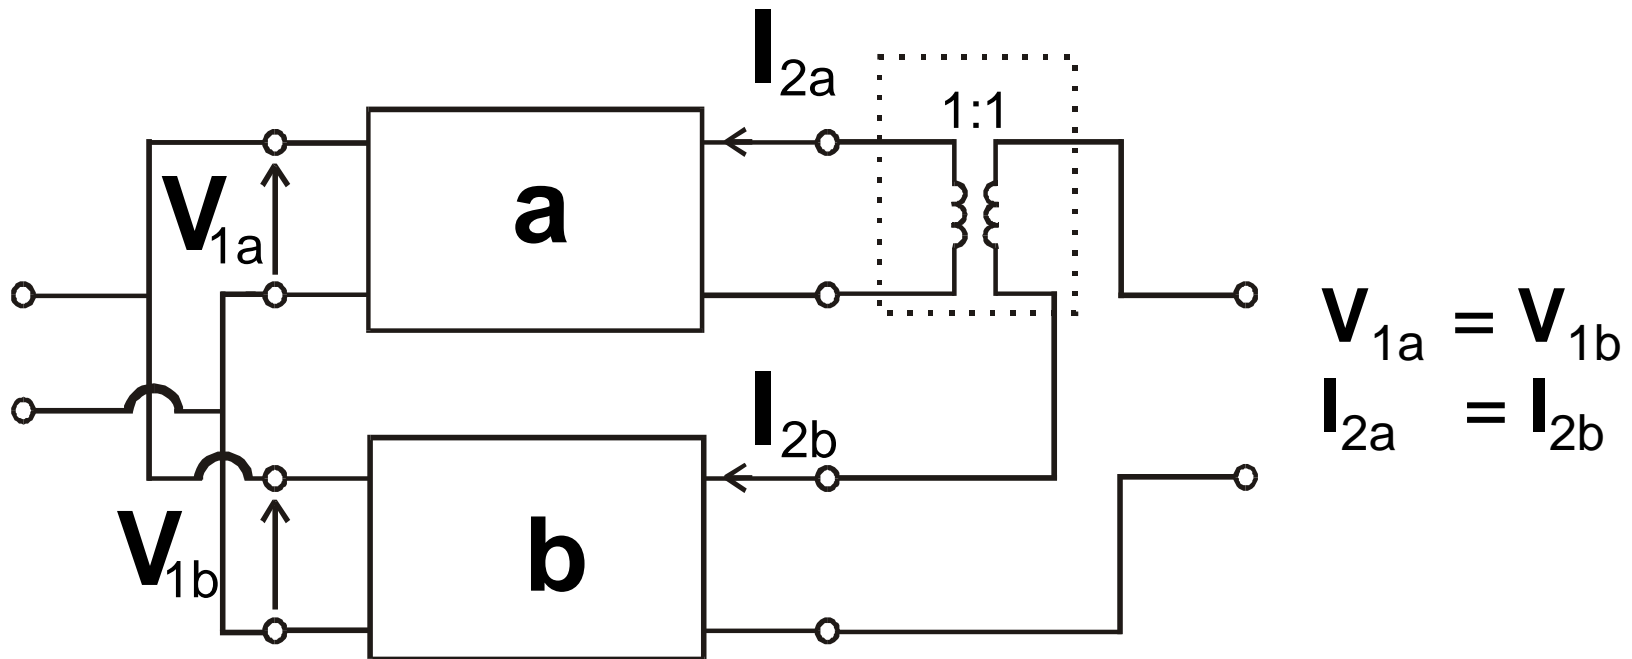 I2a
1:1
V1a
a
V1a = V1b
I2a = I2b
I2b
V1b
b